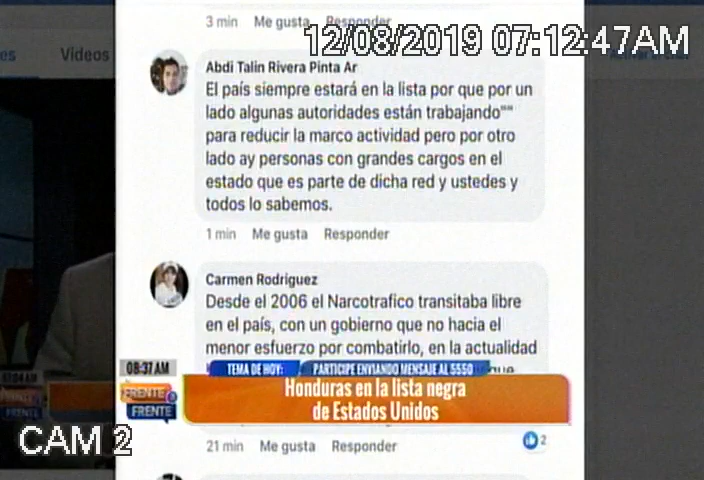 3 min Me gusta Responder
12/08/2019 07:12:47AM
es Videos
Abdi Talin Rivera Pinta Ar
El país siempre estará en la lista por que por un
lado algunas autoridades están trabajando""
para reducir la marco actividad pero por otro
lado ay personas con grandes cargos en el
estado que es parte de dicha red y ustedes y
todos lo sabemos.
1 min Me gusta Responder
Carmen Rodriguez
Desde el 2006 el Narcotrafico transitaba libre
en el país, con un gobierno que no hacia el
menor esfuerzo por combatirlo, en la actualidad
08:37 AM
TEMA DE HOY: PARTICIPE ENVIANDO MENSAJE AL 5550
FRENTE a FRENTE
Honduras en la lista negra
de Estados Unidos
CAM 2
21 min Me gusta Responder
2